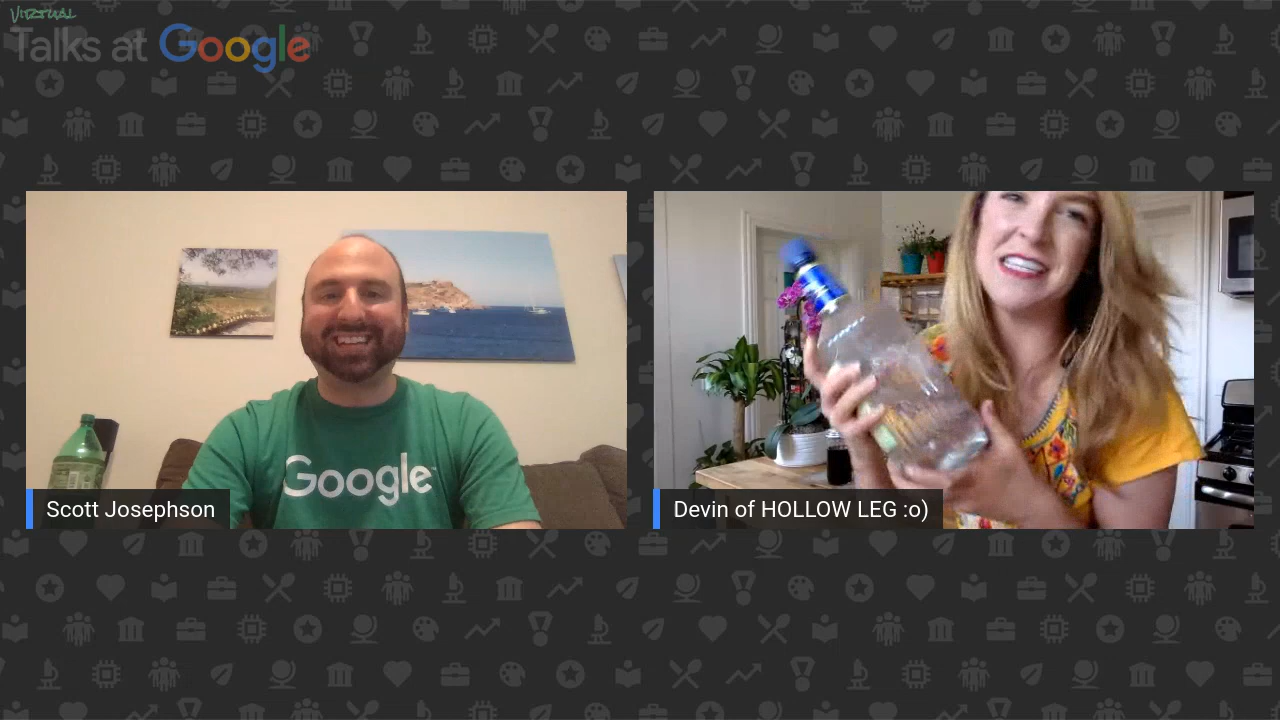 VIRTUAL
Talks at Google
Google
Scott Josephson
Devin of HOLLOW LEG :o)